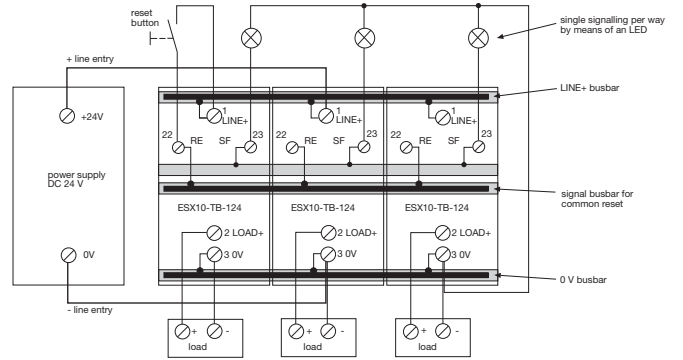 reset
button
single signalling per way
by means of an LED
+ line entry
LINE+ busbar
+24V
1
LINE+
1
LINE+
1
LINE+
22
RE
SF
23
22
RE
SF
23
22
RE
SF
23
power supply
DC 24 V
signal busbar for
common reset
ESX10-TB-124
ESX10-TB-124
ESX10-TB-124
2 LOAD+
2 LOAD+
2 LOAD+
0V
3 0V
3 0V
3 0V
0 V busbar
- line entry
+
-
+
-
+
-
load
load
load